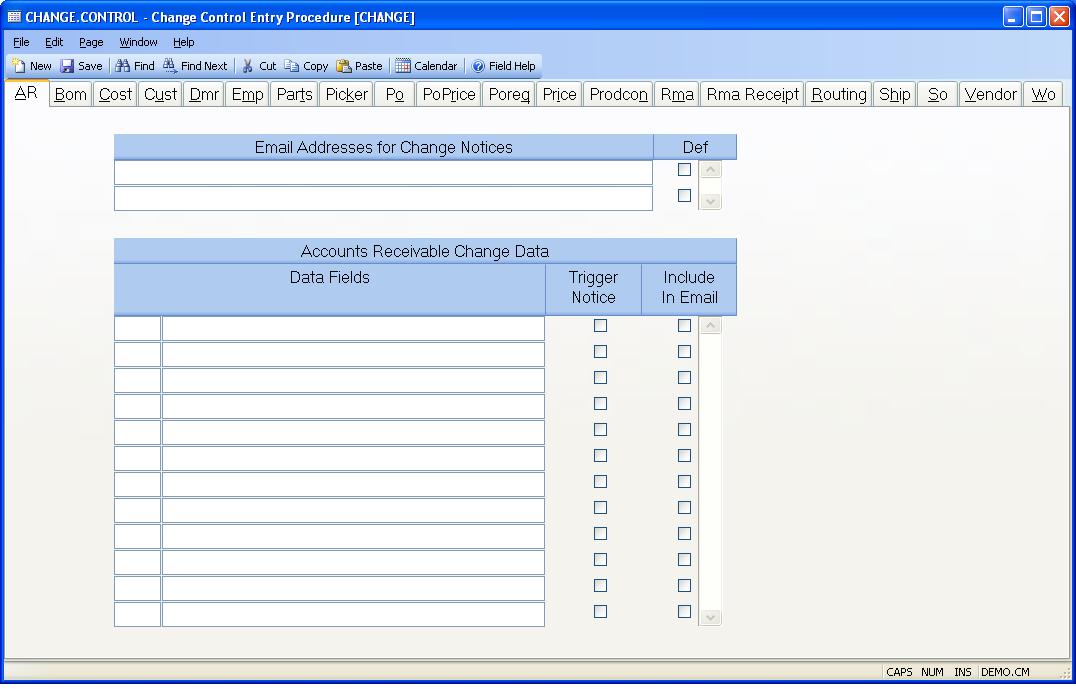 CHANGE.CONTROL - Change Control Entry Procedure [CHANGE]
File Edit Page Window Help
New Save Find Find Next Cut Copy Paste Calendar Field Help
AR Bom Cost Cust Dmr Emp Parts Picker Po PoPrice Poreq Price Prodcon Rma Rma Receipt Routing Ship So Vendor Wo
Email Addresses for Change Notices Def
Accounts Receivable Change Data
Data Fields Trigger Notice Include In Email
CAPS NUM INS DEMO.CM